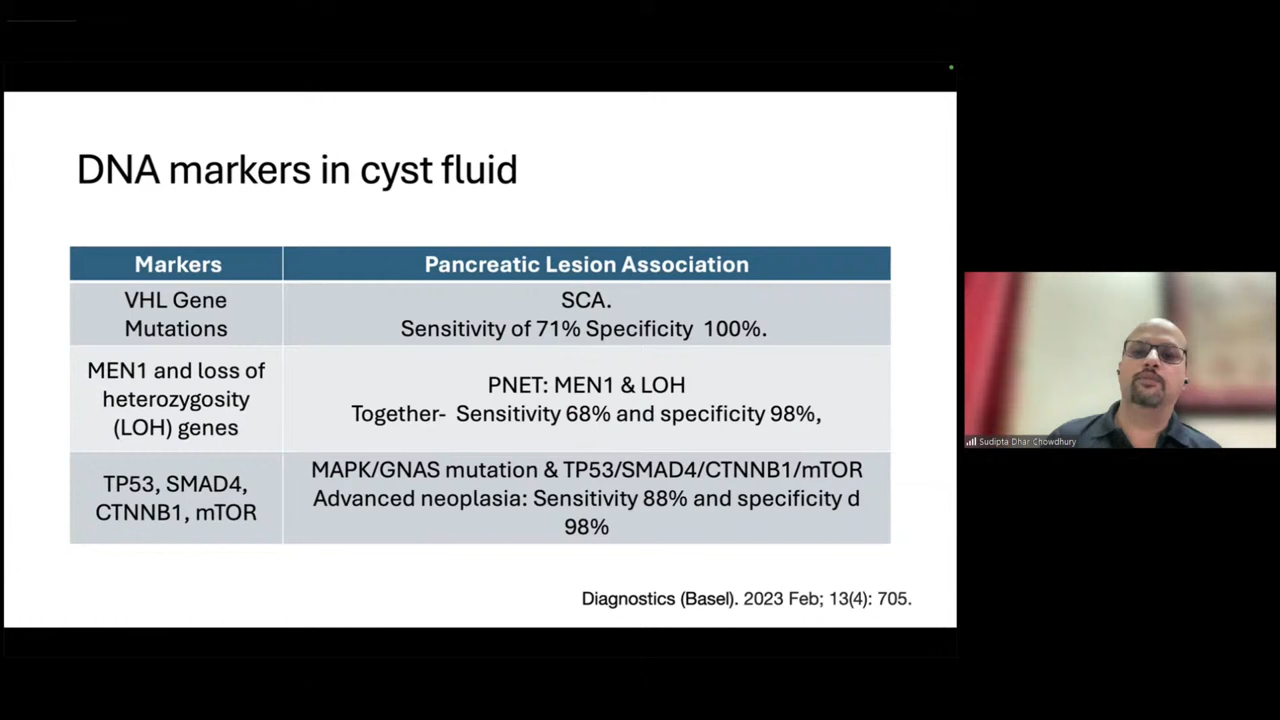 DNA markers in cyst fluid
Markers
Pancreatic Lesion Association
VHL Gene
Mutations
SCA.
Sensitivity of 71% Specificity 100%.
MEN1 and loss of
heterozygosity
(LOH) genes
PNET: MEN1 & LOH
Together- Sensitivity 68% and specificity 98%,
TP53, SMAD4,
CTNNB1, mTOR
MAPK/GNAS mutation & TP53/SMAD4/CTNNB1/mTOR
Advanced neoplasia: Sensitivity 88% and specificity d
98%
Diagnostics (Basel). 2023 Feb; 13(4): 705.
Sudipta Dhar Chowdhury